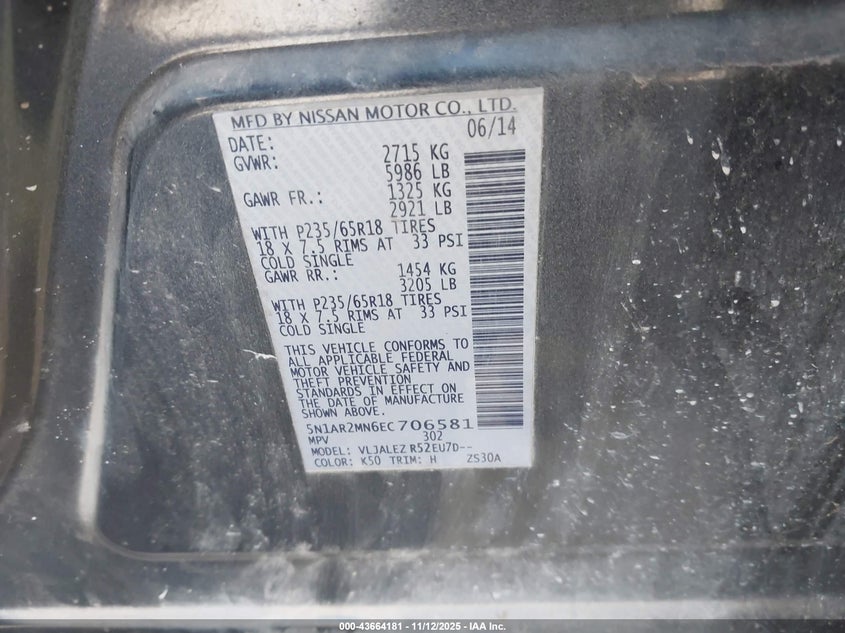 MFD BY NISSAN MOTOR CO., LTD.
DATE: 06/14
GVWR: 2715 KG
5986 LB
GAWR FR.: 1325 KG
2921 LB
WITH P235/65R18 TIRES
18 X 7.5 RIMS AT 33 PSI
COLD SINGLE
GAWR RR.: 1454 KG
3205 LB
WITH P235/65R18 TIRES
18 X 7.5 RIMS AT 33 PSI
COLD SINGLE
THIS VEHICLE CONFORMS TO
ALL APPLICABLE FEDERAL
MOTOR VEHICLE SAFETY AND
THEFT PREVENTION
STANDARDS IN EFFECT ON
THE DATE OF MANUFACTURE
SHOWN ABOVE.
5N1AR2MN6EC706581
MPV 302
MODEL: VLJALEZ R52EU7D--
COLOR: K50 TRIM: H ZS30A
000-43664181 - 11/12/2025 - IAA Inc.